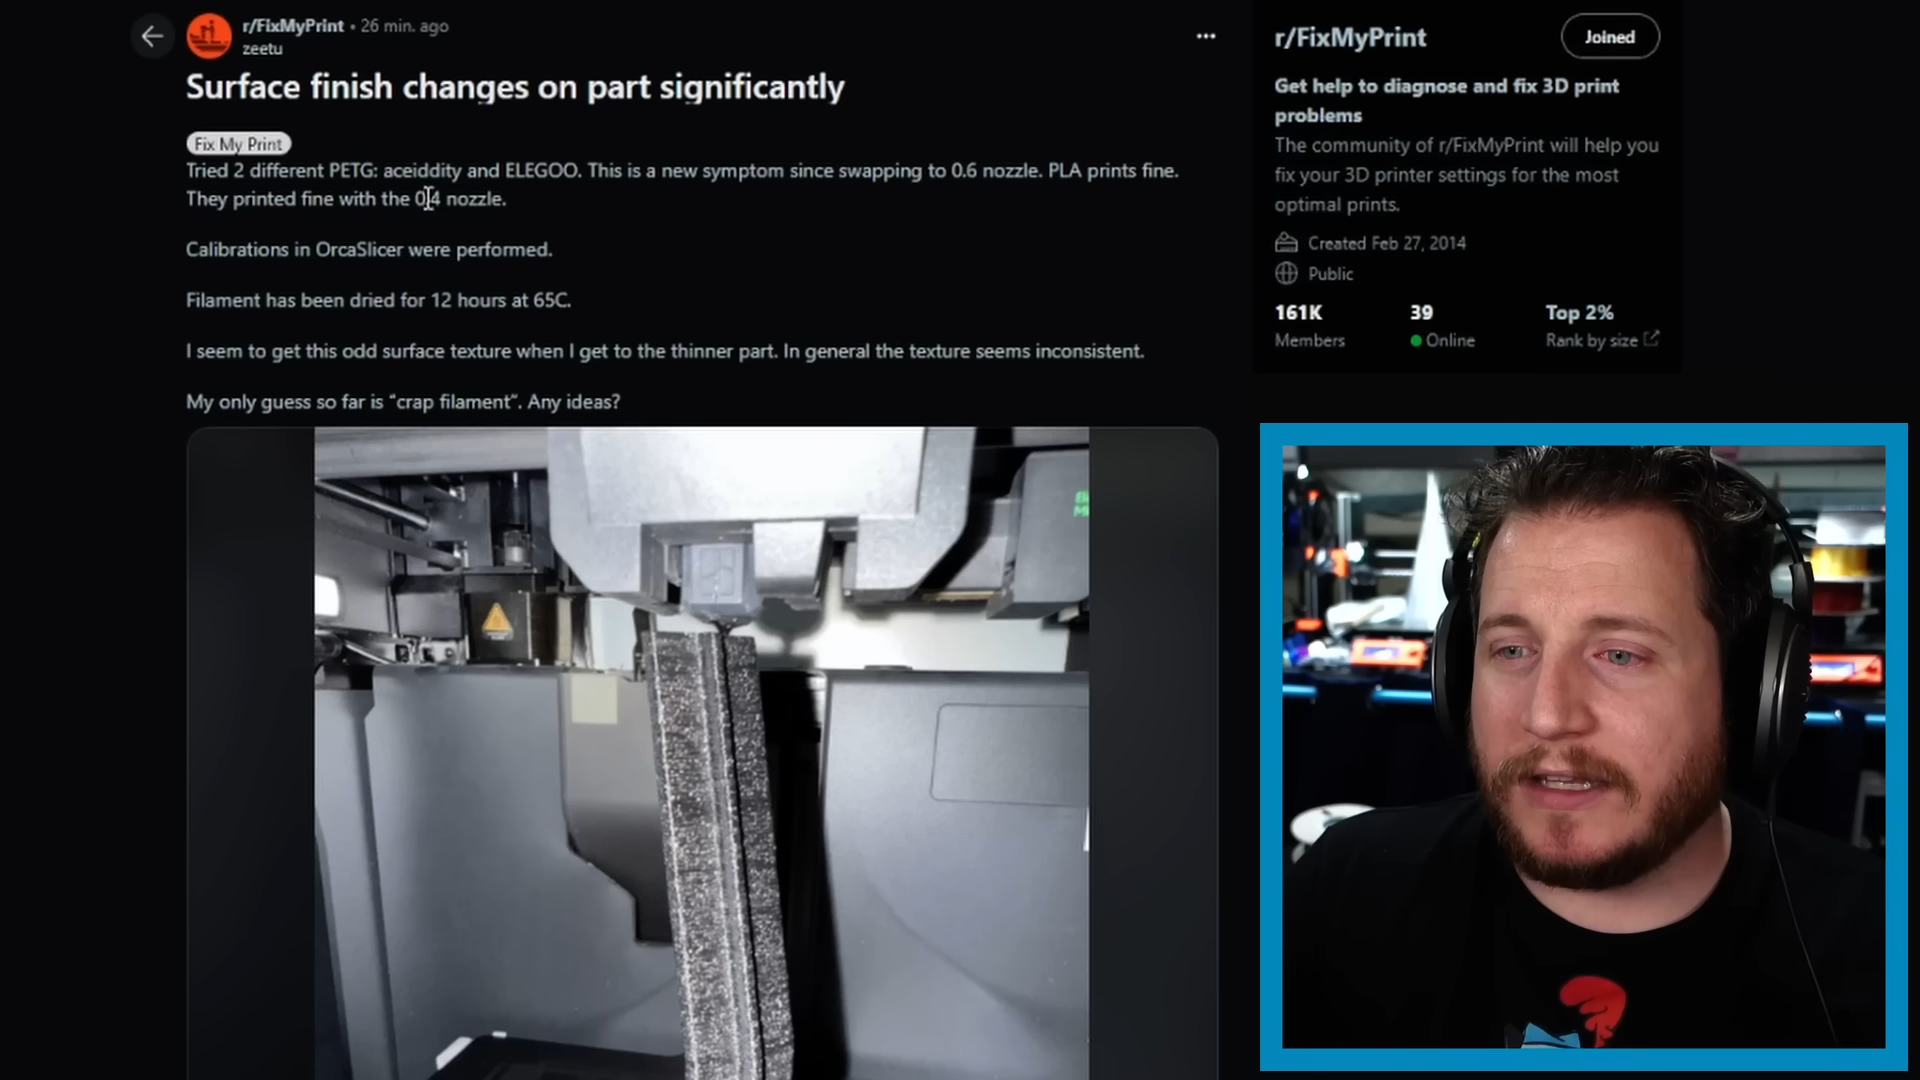 r/FixMyPrint • 26 min. ago
zeetu
Surface finish changes on part significantly
Fix My Print
Tried 2 different PETG: aceiddity and ELEGOO. This is a new symptom since swapping to 0.6 nozzle. PLA prints fine.
They printed fine with the 0.4 nozzle.
Calibrations in OrcaSlicer were performed.
Filament has been dried for 12 hours at 65C.
I seem to get this odd surface texture when I get to the thinner part. In general the texture seems inconsistent.
My only guess so far is “crap filament”. Any ideas?
r/FixMyPrint
Joined
Get help to diagnose and fix 3D print
problems
The community of r/FixMyPrint will help you
fix your 3D printer settings for the most
optimal prints.
Created Feb 27, 2014
Public
161K 39 Top 2%
Members Online Rank by size